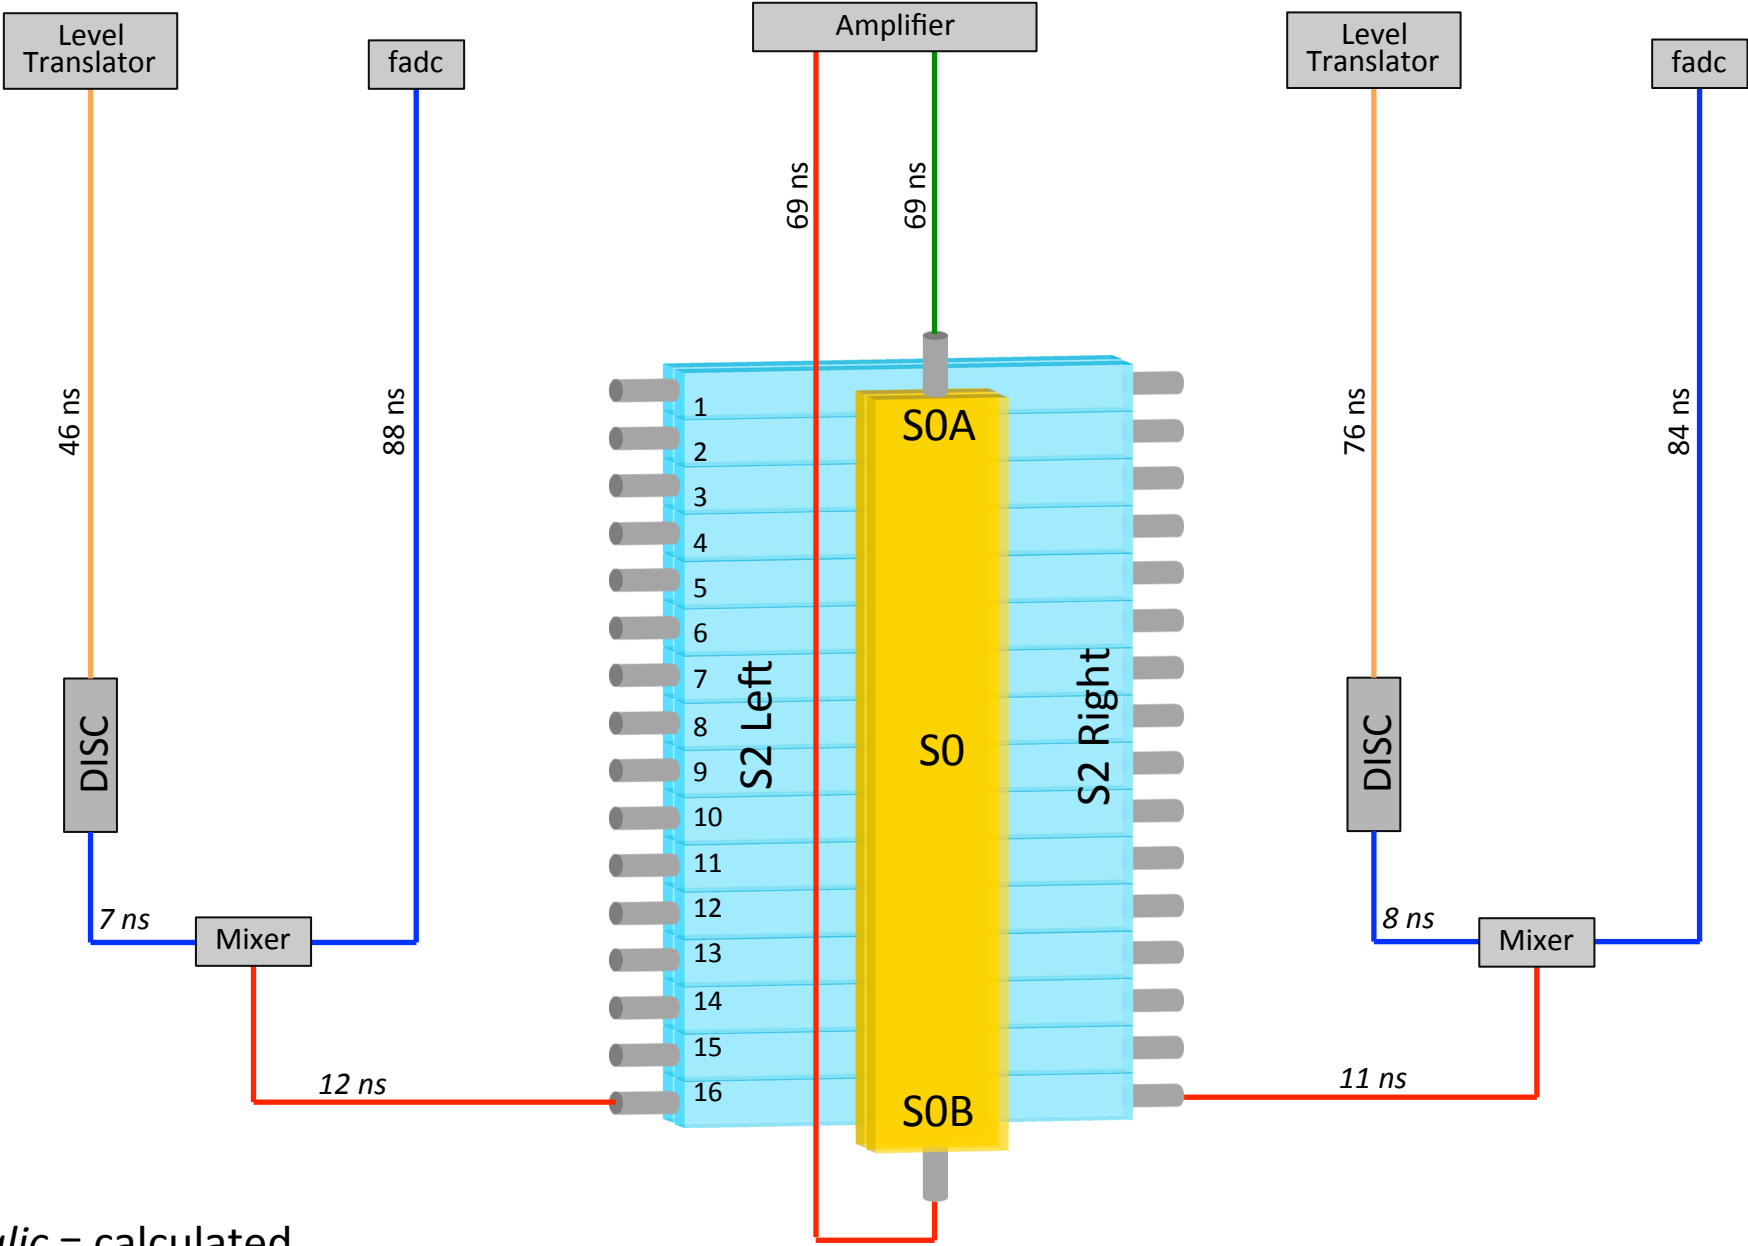 Level
Translator
fadc
Amplifier
Level
Translator
fadc
69 ns
69 ns
46 ns
88 ns
76 ns
84 ns
S0A
1
2
3
4
5
6
7
8
9
10
11
12
13
14
15
16
S2 Left
S0
S2 Right
DISC
DISC
7 ns
Mixer
8 ns
Mixer
12 ns
11 ns
S0B
= calculated